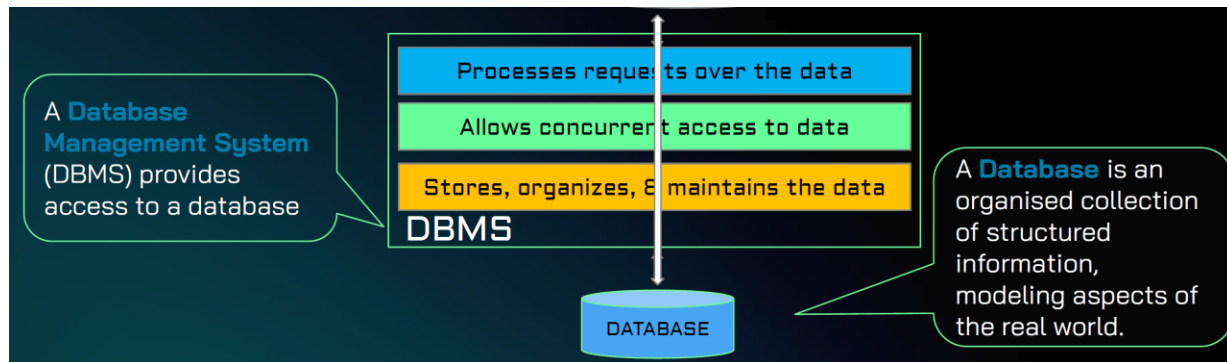 Processes requests over the data
A Database
Management System
(DBMS) provides
access to a database
Allows concurrent access to data
Stores, organizes, & maintains the data
DBMS
A Database is an
organised collection
of structured
information,
modeling aspects of
the real world.
DATABASE